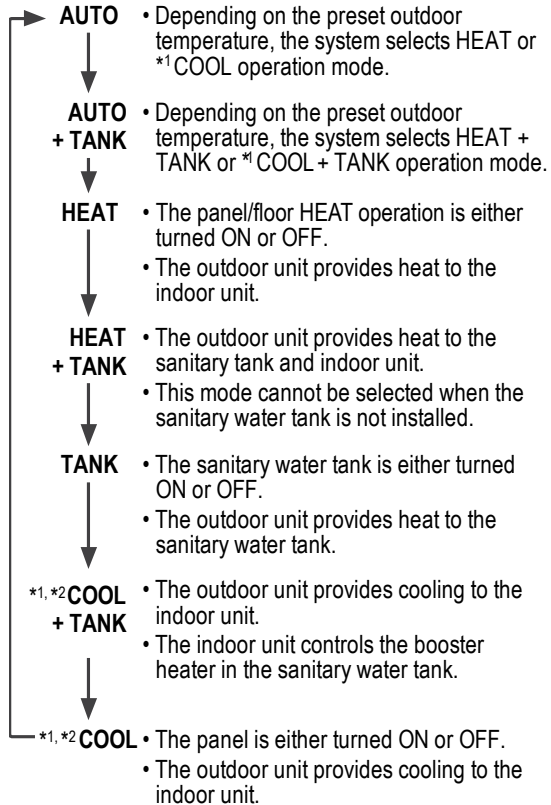 AUTO • Depending on the preset outdoor
temperature, the system selects HEAT or
*1 COOL operation mode.
AUTO • Depending on the preset outdoor
+ TANK temperature, the system selects HEAT +
TANK or *1 COOL + TANK operation mode.
HEAT • The panel/floor HEAT operation is either
turned ON or OFF.
• The outdoor unit provides heat to the
indoor unit.
HEAT • The outdoor unit provides heat to the
+ TANK sanitary tank and indoor unit.
• This mode cannot be selected when the
sanitary water tank is not installed.
TANK • The sanitary water tank is either turned
ON or OFF.
• The outdoor unit provides heat to the
sanitary water tank.
*1, *2 COOL • The outdoor unit provides cooling to the
+ TANK indoor unit.
• The indoor unit controls the booster
heater in the sanitary water tank.
*1, *2 COOL • The panel is either turned ON or OFF.
• The outdoor unit provides cooling to the
indoor unit.